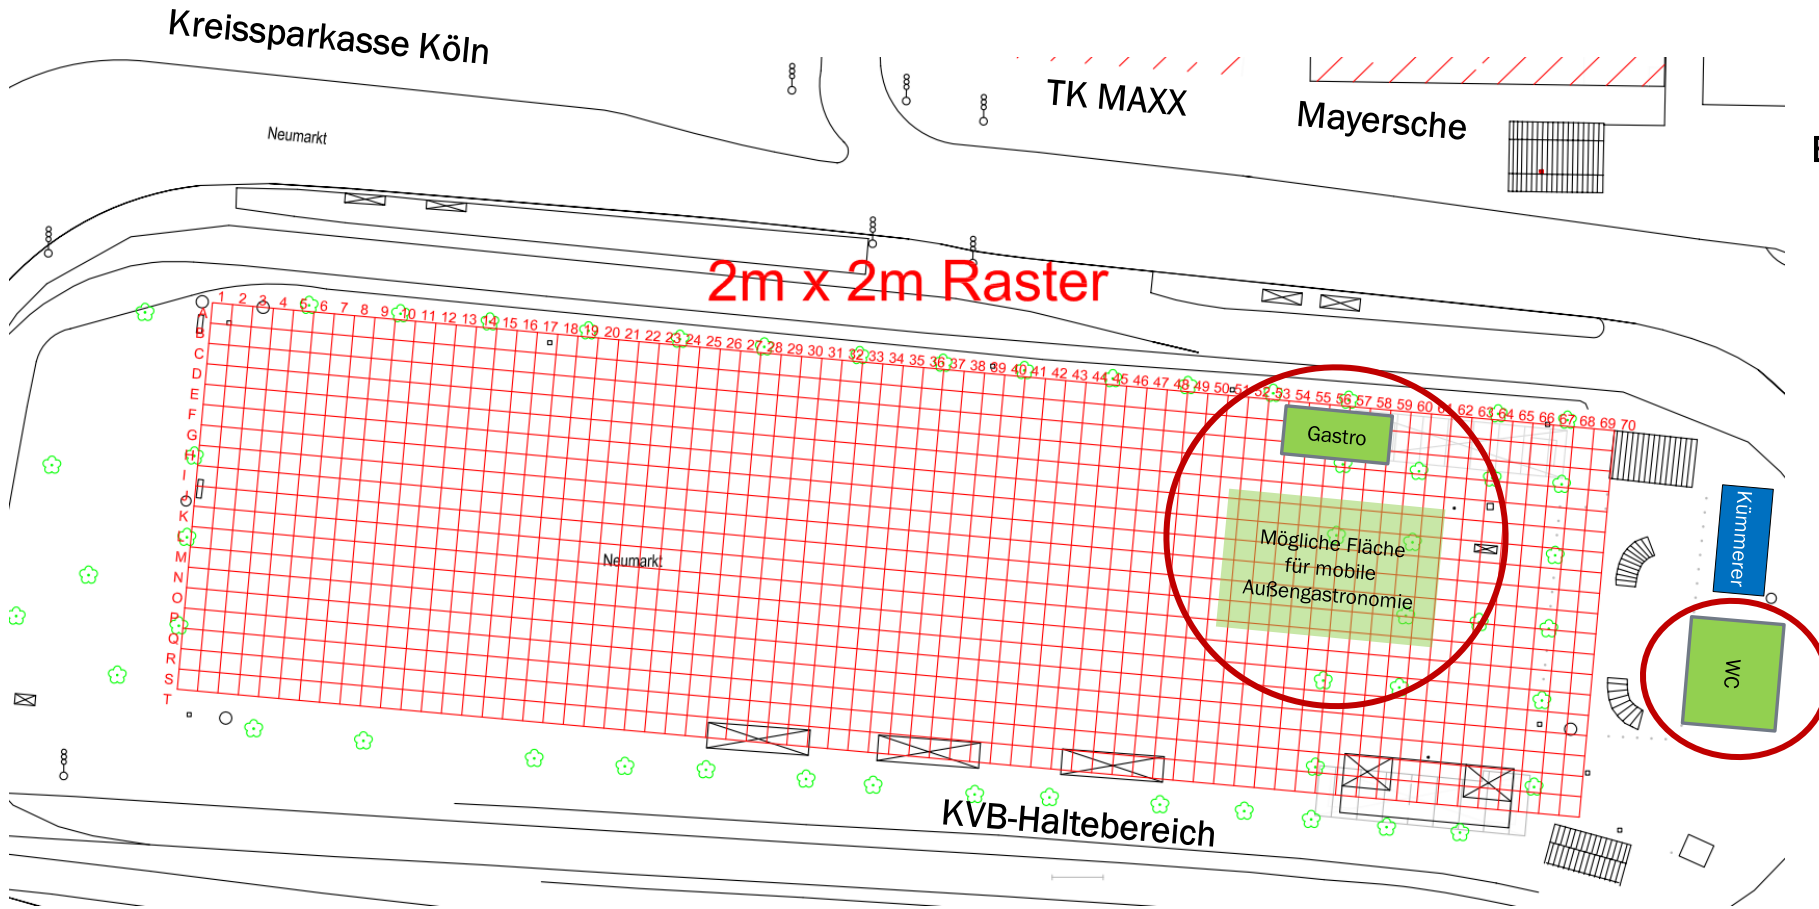 Kreissparkasse Köln
TK MAXX
Mayersche
Neumarkt
2m x 2m Raster
1 2 3 4 5 6 7 8 9 10 11 12 13 14 15 16 17 18 19 20 21 22 23 24 25 26 27 28 29 30 31 32 33 34 35 36 37 38 39 40 41 42 43 44 45 46 47 48 49 50 51 52 53 54 55 56 57 58 59 60 61 62 63 64 65 66 67 68 69 70
A
B
C
D
E
F
G
H
I
J
K
L
M
N
O
P
Q
R
S
T
Gastro
Mögliche Fläche
für mobile
Außengastronomie
Neumarkt
Kümmerer
WC
KVB-Haltebereich